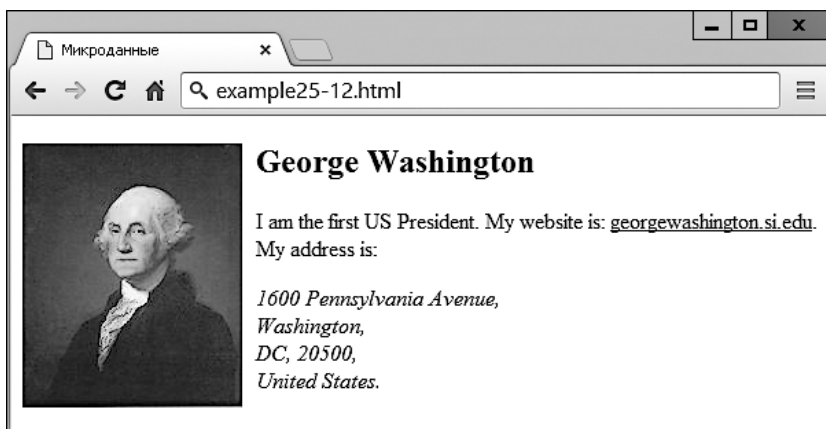 Микроданные
example25-12.html
George Washington
I am the first US President. My website is: georgewashington.si.edu.
My address is:
1600 Pennsylvania Avenue,
Washington,
DC, 20500,
United States.